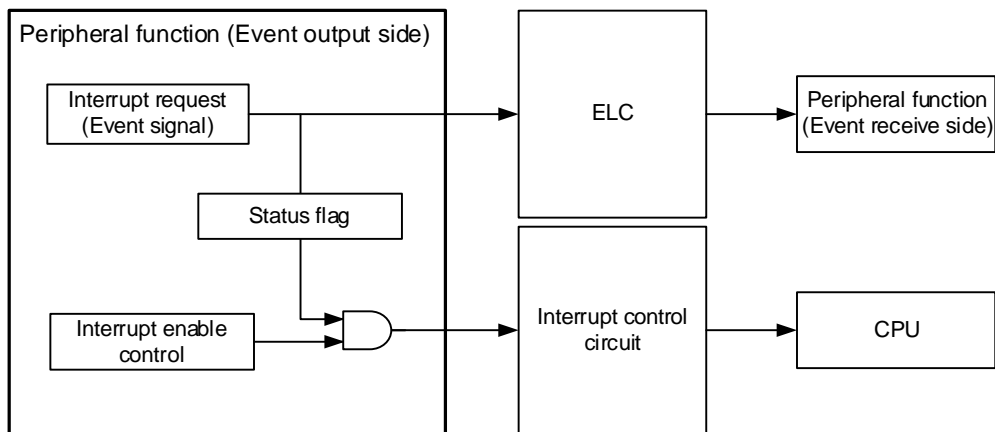 Peripheral function (Event output side)
Interrupt request
(Event signal)
ELC
Peripheral function
(Event receive side)
Status flag
Interrupt enable
control
Interrupt control
circuit
CPU